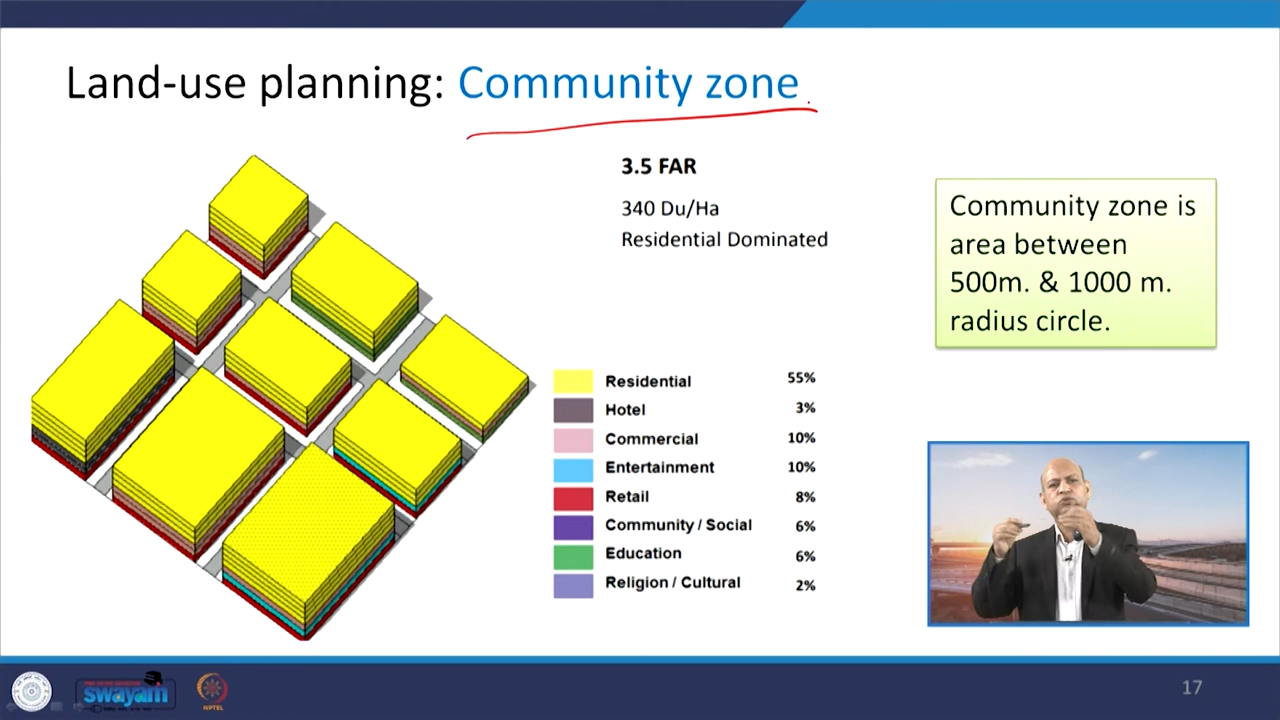 Land-use planning: Community zone
3.5 FAR
340 Du/Ha
Residential Dominated
Community zone is
area between
500m. & 1000 m.
radius circle.
Residential 55%
Hotel 3%
Commercial 10%
Entertainment 10%
Retail 8%
Community / Social 6%
Education 6%
Religion / Cultural 2%
swayam
NPTEL
17